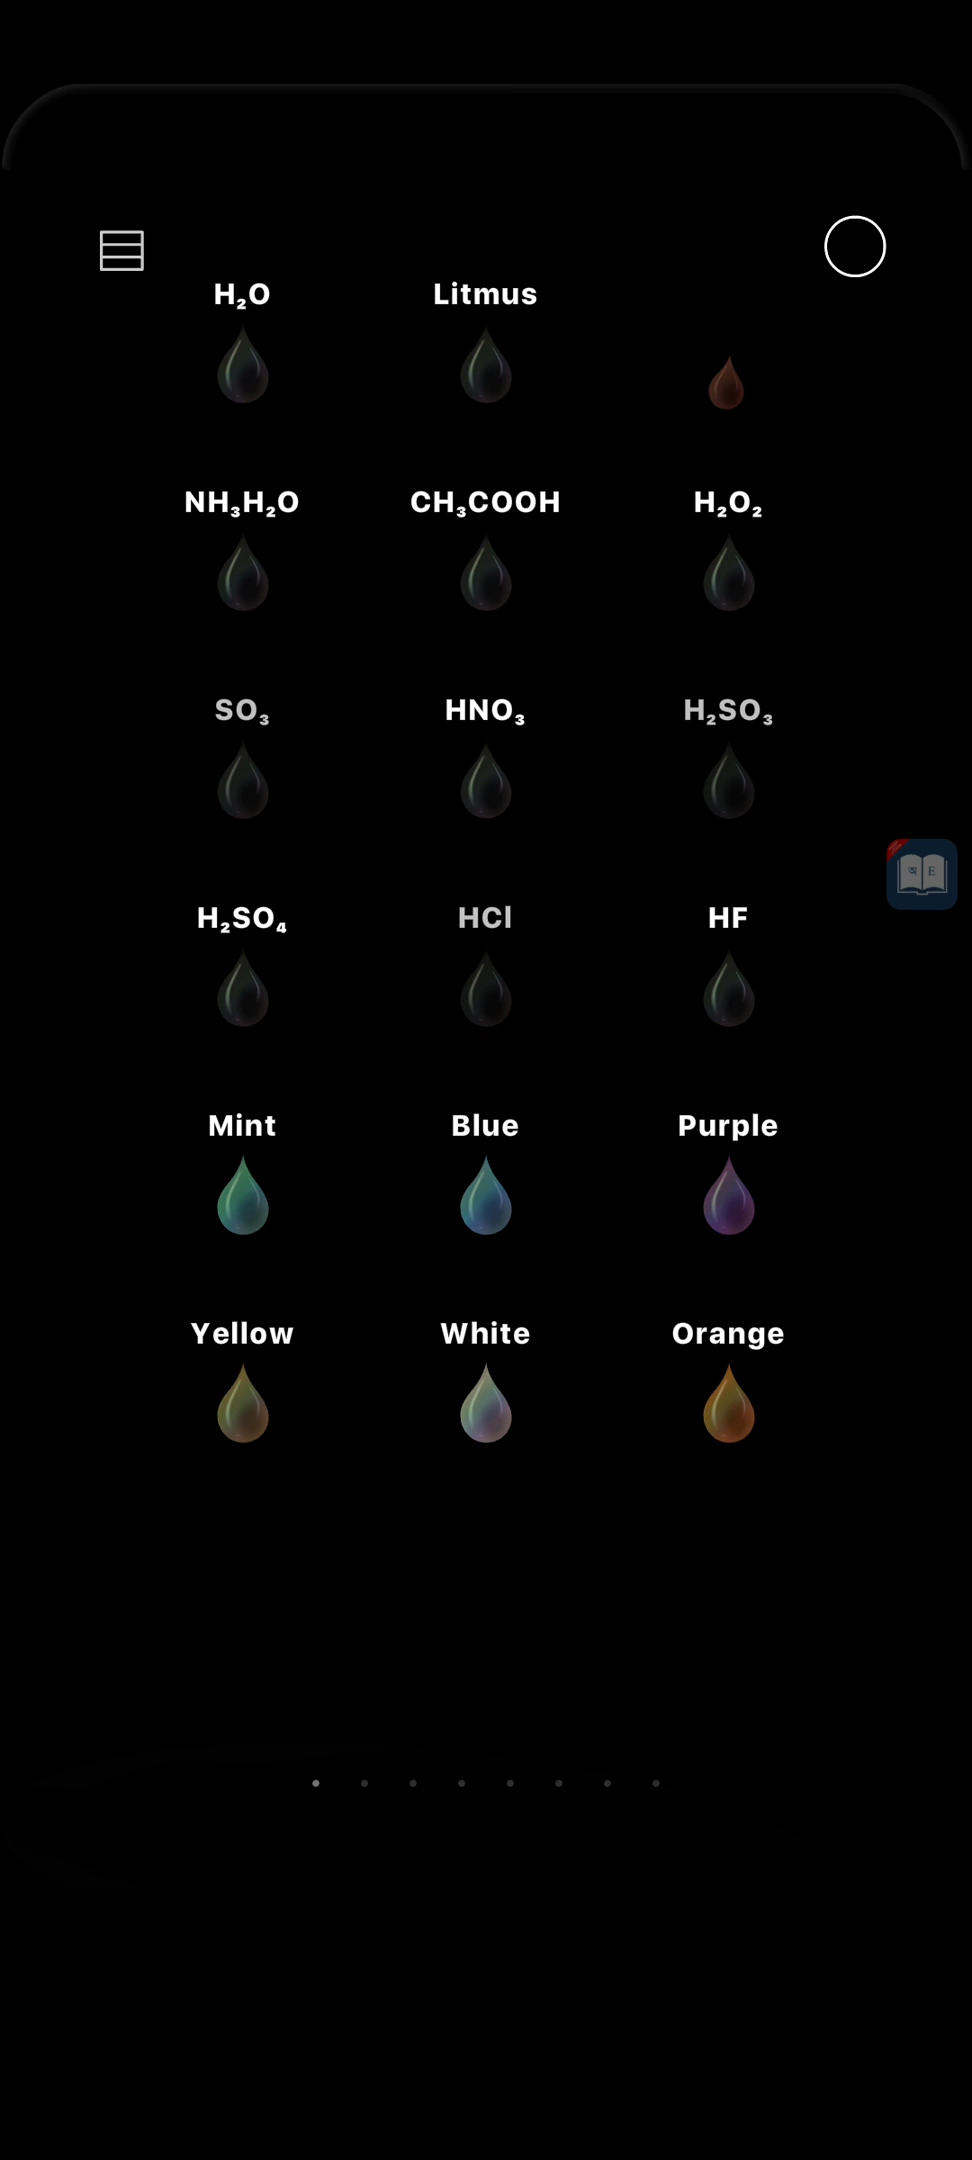 H₂O Litmus
NH₃H₂O CH₃COOH H₂O₂
SO₃ HNO₃ H₂SO₃
H₂SO₄ HCl HF
Mint Blue Purple
Yellow White Orange
অ E